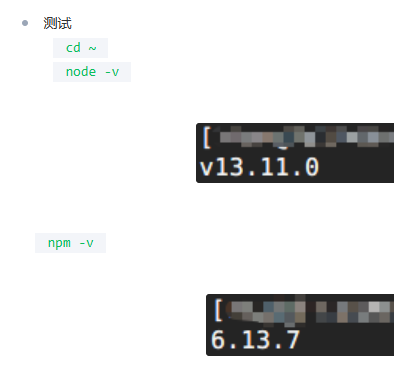 测试
cd ~
node -v
[
v13.11.0
npm -v
[
6.13.7